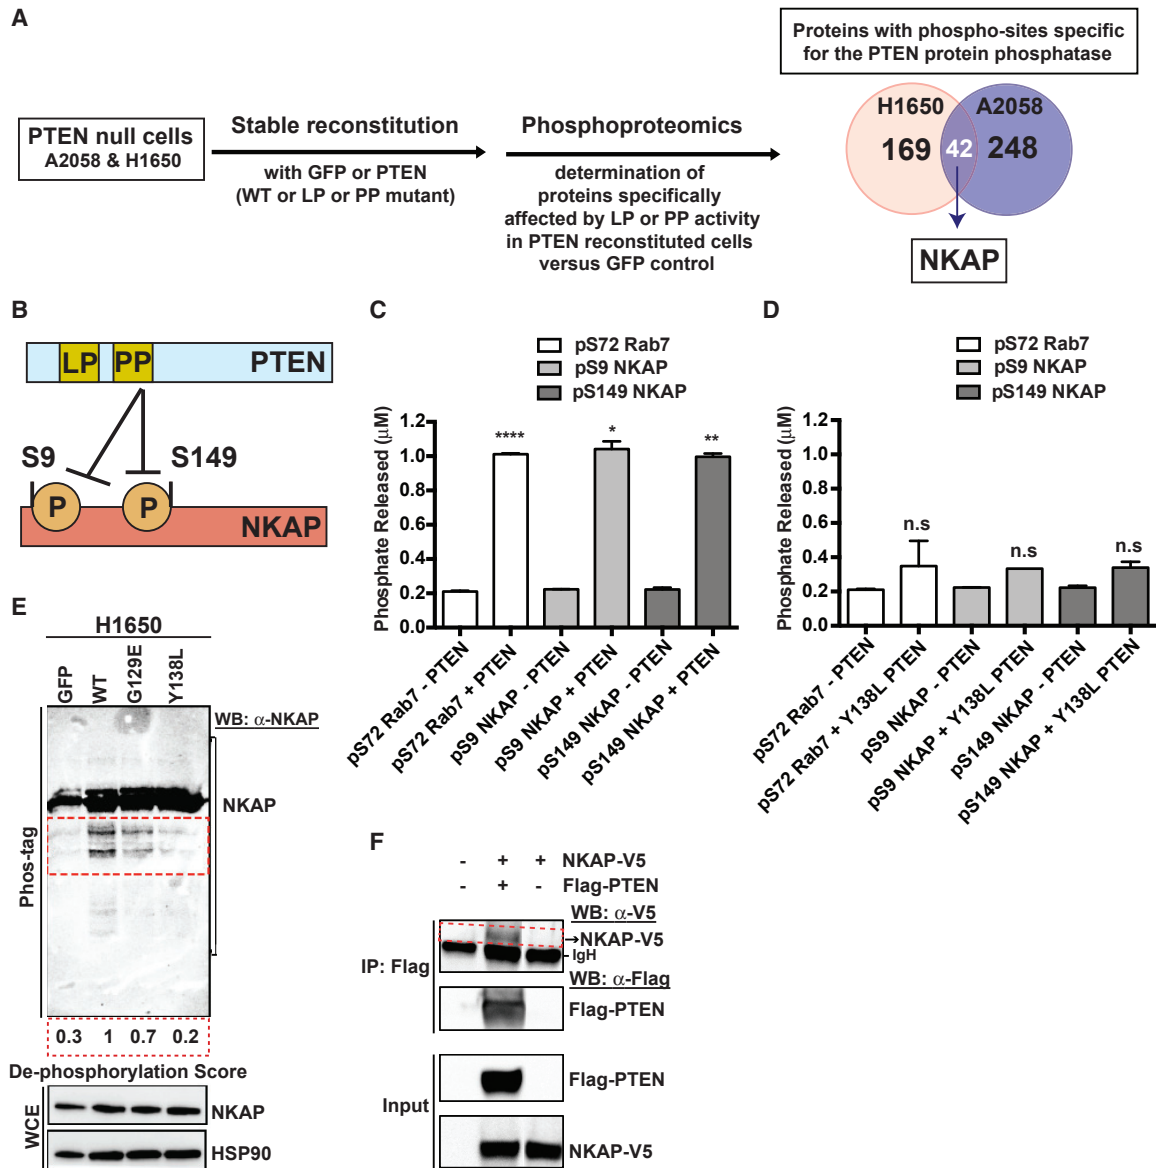 A
PTEN null cells
A2058 & H1650
Stable reconstitution
with GFP or PTEN
(WT or LP or PP mutant)
Phosphoproteomics
determination of
proteins specifically
affected by LP or PP activity
in PTEN reconstituted cells
versus GFP control
Proteins with phospho-sites specific
for the PTEN protein phosphatase
H1650
A2058
169
42
248
NKAP
B
LP
PP
PTEN
S9
S149
P
P
NKAP
C
pS72 Rab7
pS9 NKAP
pS149 NKAP
Phosphate Released (µM)
1.2
1.0
0.8
0.6
0.4
0.2
0.0
****
*
**
pS72 Rab7 - PTEN
pS72 Rab7 + PTEN
pS9 NKAP - PTEN
pS9 NKAP + PTEN
pS149 NKAP - PTEN
pS149 NKAP + PTEN
D
pS72 Rab7
pS9 NKAP
pS149 NKAP
Phosphate Released (µM)
1.2
1.0
0.8
0.6
0.4
0.2
0.0
n.s
n.s
n.s
pS72 Rab7 - PTEN
pS72 Rab7 + Y138L PTEN
pS9 NKAP - PTEN
pS9 NKAP + Y138L PTEN
pS149 NKAP - PTEN
pS149 NKAP + Y138L PTEN
E
H1650
GFP
WT
G129E
Y138L
WB: α-NKAP
NKAP
Phos-tag
0.3 1 0.7 0.2
De-phosphorylation Score
WCE
NKAP
HSP90
F
- + + NKAP-V5
- + - Flag-PTEN
WB: α-V5
→NKAP-V5
IgH
IP: Flag
WB: α-Flag
Flag-PTEN
Input
Flag-PTEN
NKAP-V5